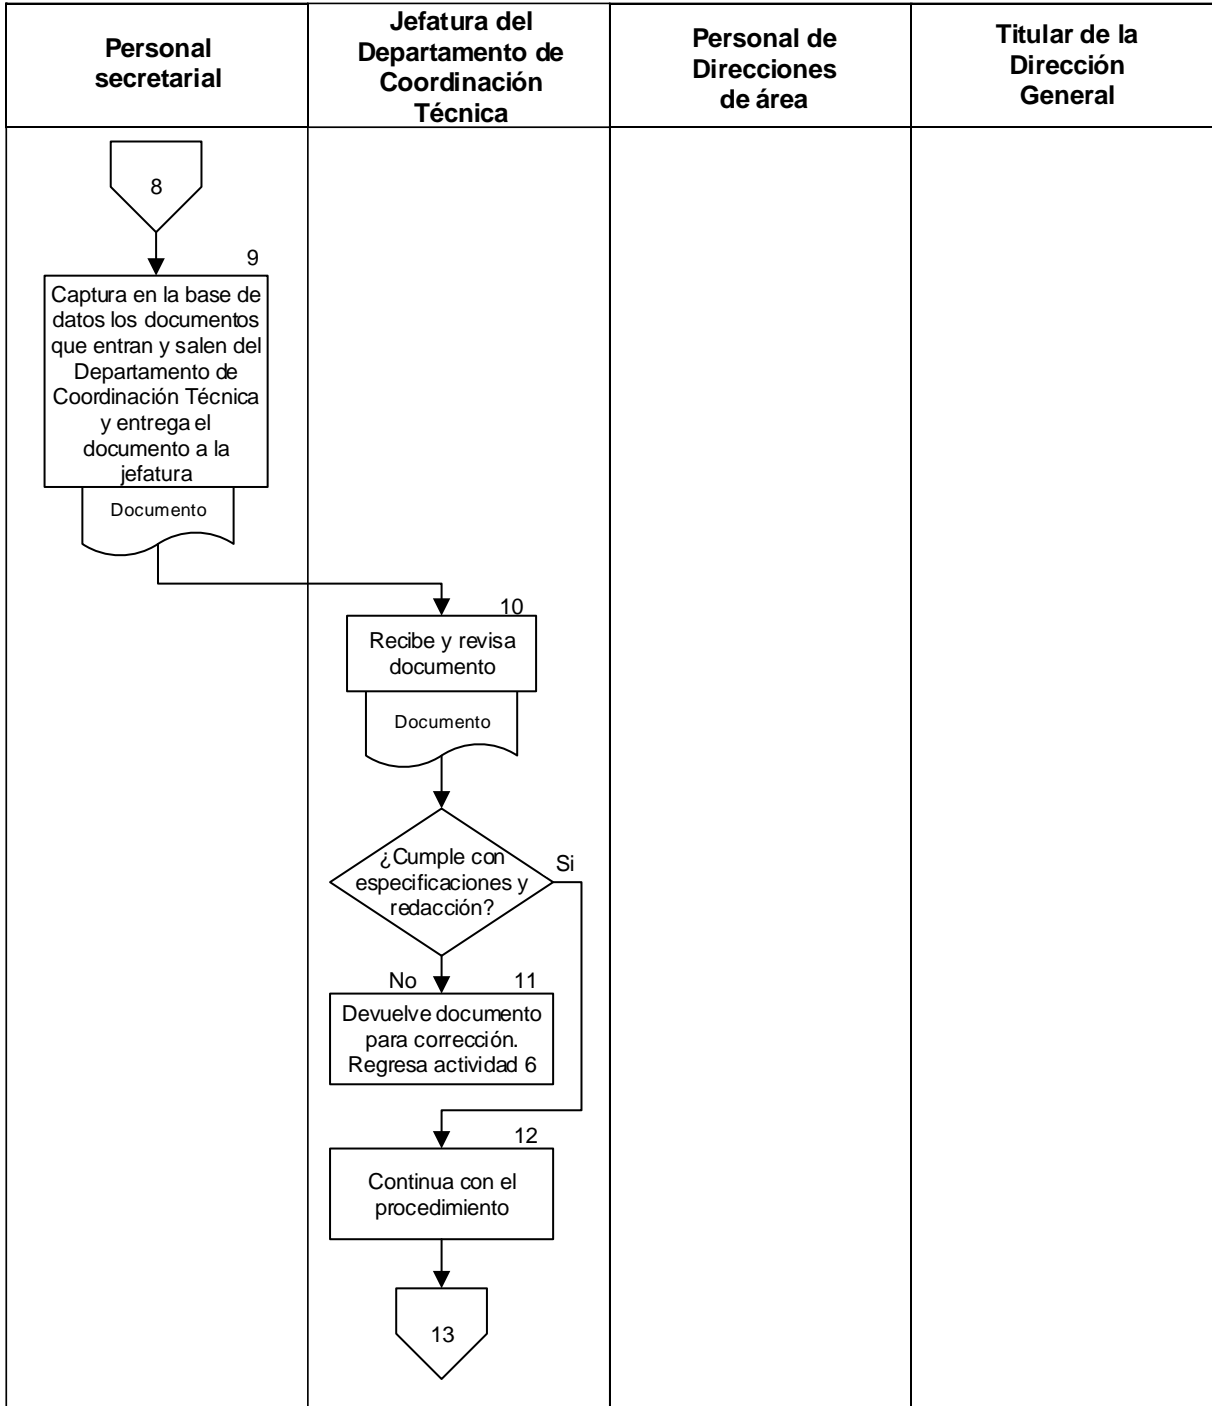 Personal
secretarial
Jefatura del
Departamento de
Coordinación
Técnica
Personal de
Direcciones
de área
Titular de la
Dirección
General
8
9
Captura en la base de
datos los documentos
que entran y salen del
Departamento de
Coordinación Técnica
y entrega el
documento a la
jefatura
Documento
10
Recibe y revisa
documento
Documento
¿Cumple con
especificaciones y
redacción?
Si
No
11
Devuelve documento
para corrección.
Regresa actividad 6
12
Continua con el
procedimiento
13